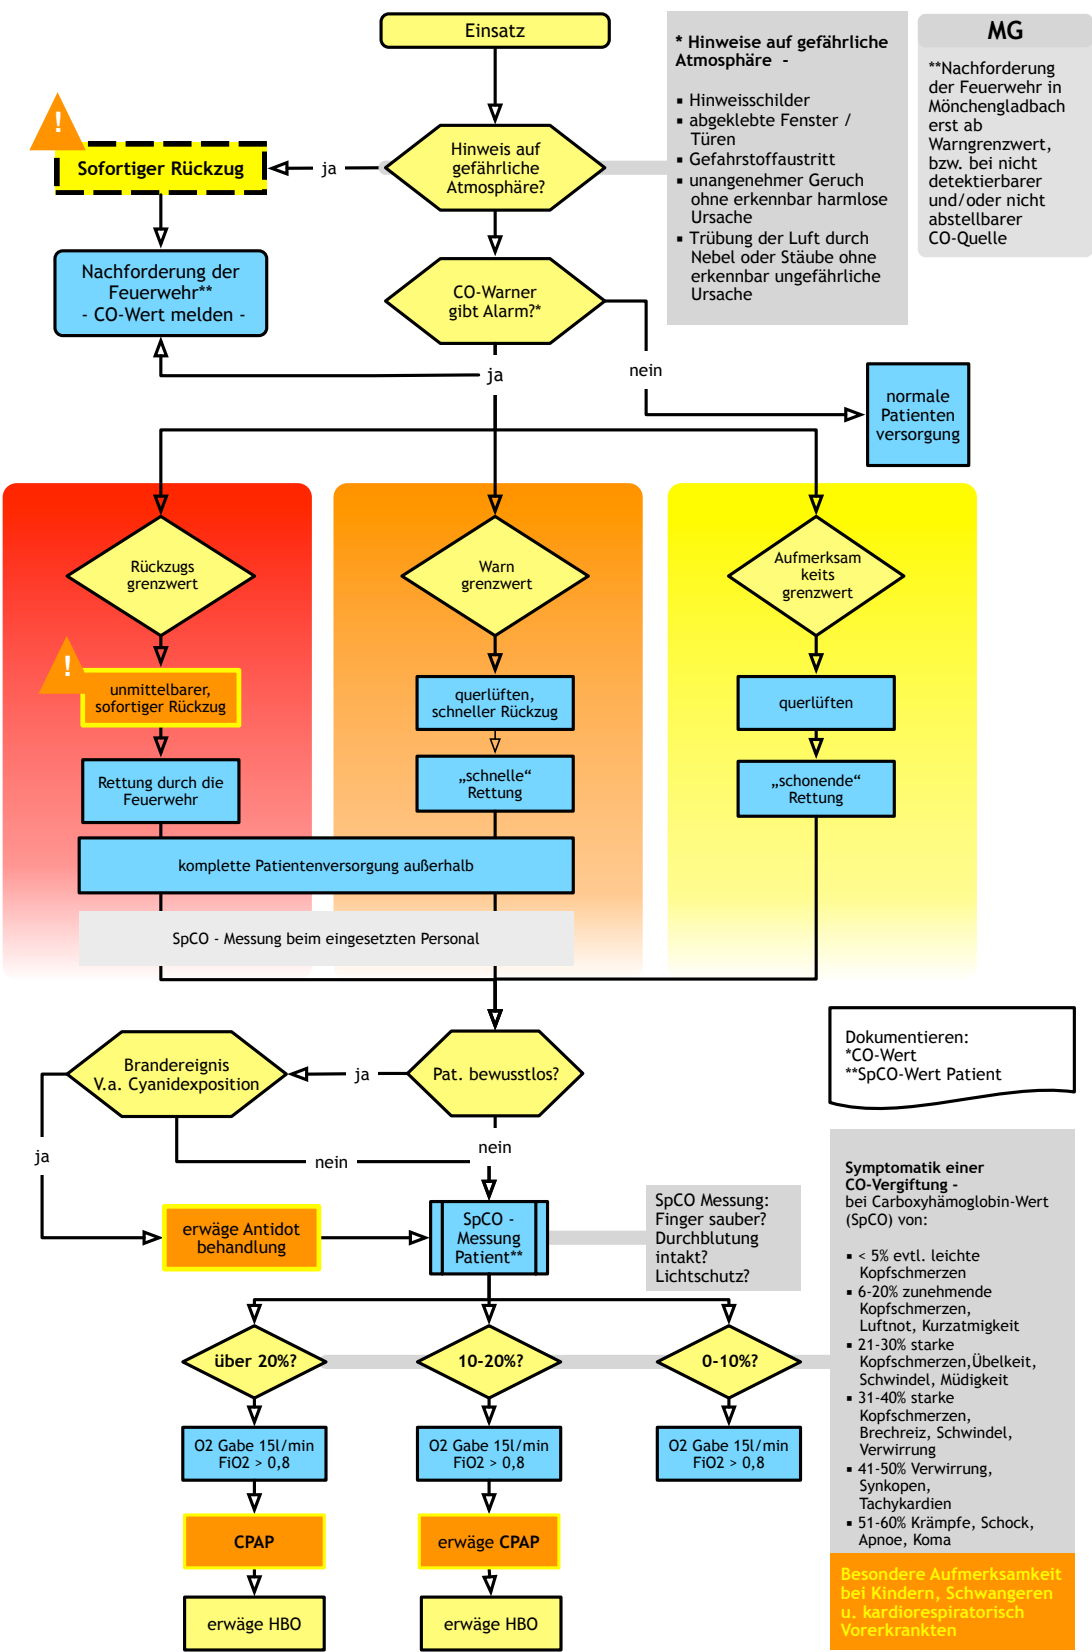 Einsatz
* Hinweise auf gefährliche
Atmosphäre -
▪ Hinweisschilder
▪ abgeklebte Fenster /
Türen
▪ Gefahrstoffaustritt
▪ unangenehmer Geruch
ohne erkennbar harmlose
Ursache
▪ Trübung der Luft durch
Nebel oder Stäube ohne
erkennbar ungefährliche
Ursache
MG
**Nachforderung
der Feuerwehr in
Mönchengladbach
erst ab
Warngrenzwert,
bzw. bei nicht
detektierbarer
und/oder nicht
abstellbarer
CO-Quelle
!
Sofortiger Rückzug
ja
Hinweis auf
gefährliche
Atmosphäre?
Nachforderung der
Feuerwehr**
- CO-Wert melden -
CO-Warner
gibt Alarm?*
ja
nein
normale
Patienten
versorgung
Rückzugs
grenzwert
Warn
grenzwert
Aufmerksam
keits
grenzwert
!
unmittelbarer,
sofortiger Rückzug
querlüften,
schneller Rückzug
querlüften
Rettung durch die
Feuerwehr
„schnelle“
Rettung
„schonende“
Rettung
komplette Patientenversorgung außerhalb
SpCO - Messung beim eingesetzten Personal
Brandereignis
V.a. Cyanidexposition
ja
Pat. bewusstlos?
Dokumentieren:
*CO-Wert
**SpCO-Wert Patient
ja
nein
nein
erwäge Antidot
behandlung
SpCO -
Messung
Patient**
SpCO Messung:
Finger sauber?
Durchblutung
intakt?
Lichtschutz?
Symptomatik einer
CO-Vergiftung -
bei Carboxyhämoglobin-Wert
(SpCO) von:
▪ < 5% evtl. leichte
Kopfschmerzen
▪ 6-20% zunehmende
Kopfschmerzen,
Luftnot, Kurzatmigkeit
▪ 21-30% starke
Kopfschmerzen,Übelkeit,
Schwindel, Müdigkeit
▪ 31-40% starke
Kopfschmerzen,
Brechreiz, Schwindel,
Verwirrung
▪ 41-50% Verwirrung,
Synkopen,
Tachykardien
▪ 51-60% Krämpfe, Schock,
Apnoe, Koma
Besondere Aufmerksamkeit
bei Kindern, Schwangeren
u. kardiorespiratorisch
Vorerkrankten
über 20%?
10-20%?
0-10%?
O2 Gabe 15l/min
FiO2 > 0,8
O2 Gabe 15l/min
FiO2 > 0,8
O2 Gabe 15l/min
FiO2 > 0,8
CPAP
erwäge CPAP
erwäge HBO
erwäge HBO